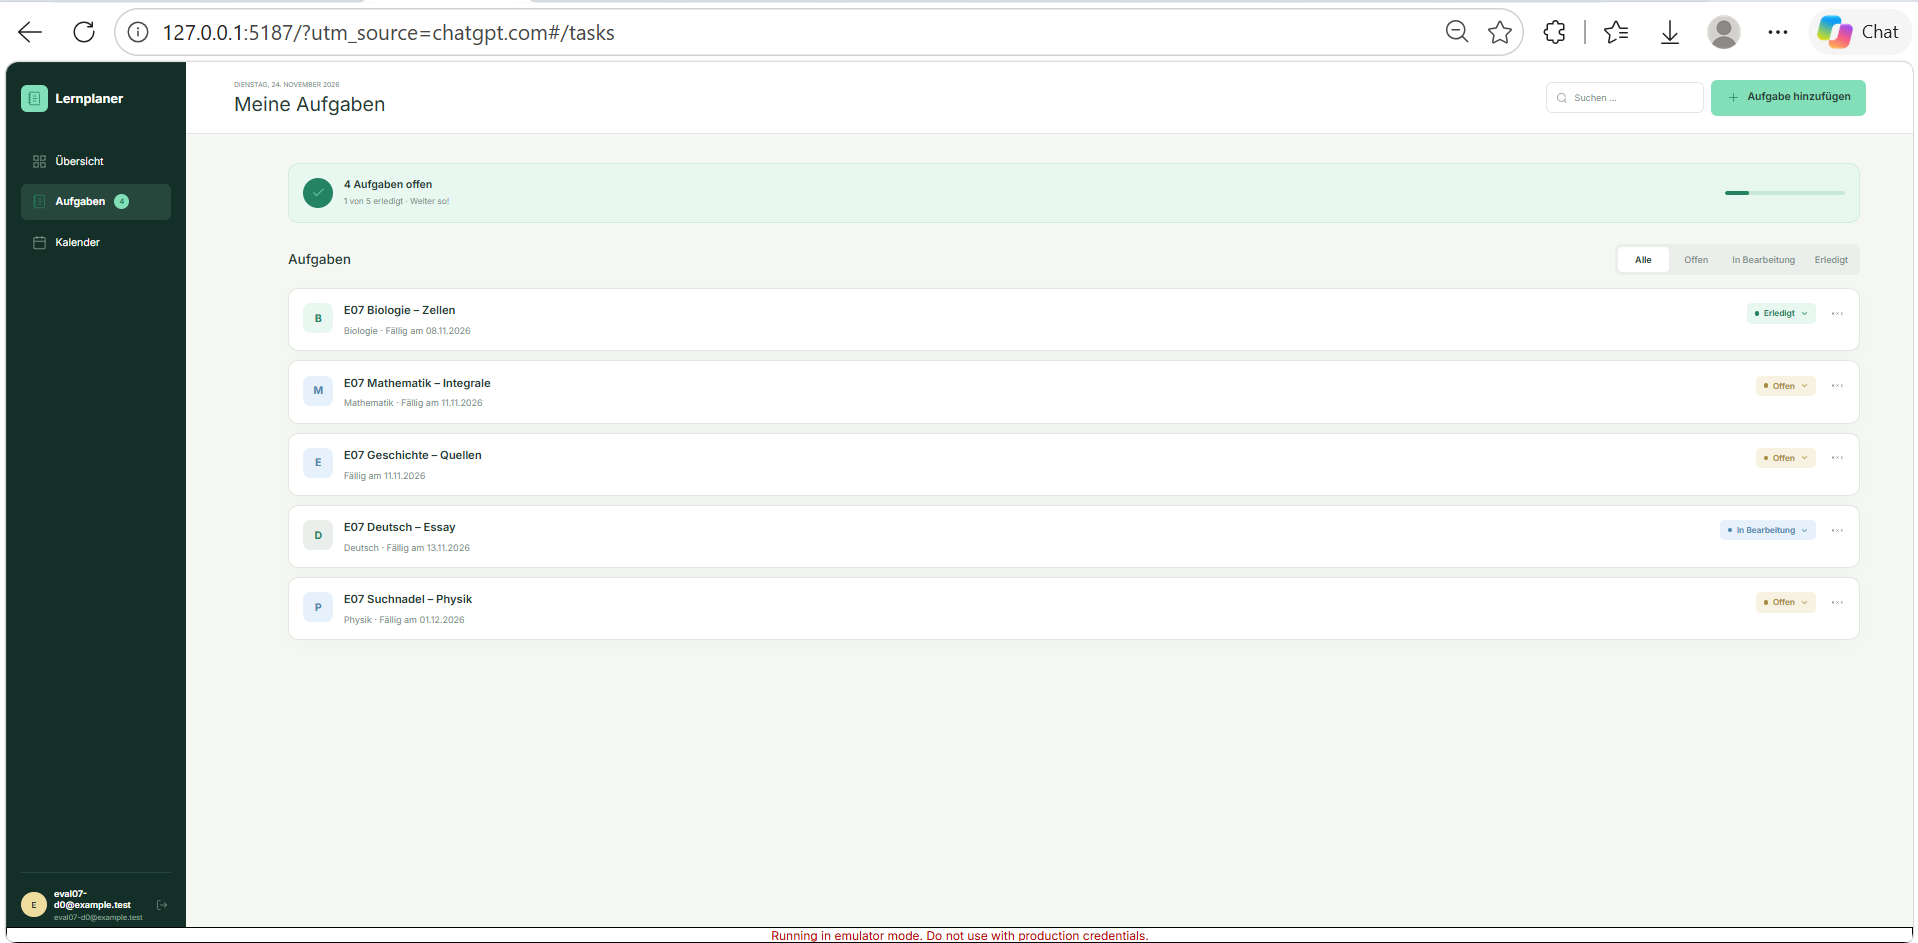 127.0.0.1:5187/?utm_source=chatgpt.com#/tasks
Chat
Lernplaner
Übersicht
Aufgaben 4
Kalender
DIENSTAG, 24. NOVEMBER 2026
Meine Aufgaben
Suchen ...
Aufgabe hinzufügen
4 Aufgaben offen
1 von 5 erledigt · Weiter so!
Aufgaben
Alle Offen In Bearbeitung Erledigt
B
E07 Biologie – Zellen
Biologie · Fällig am 08.11.2026
Erledigt
M
E07 Mathematik – Integrale
Mathematik · Fällig am 11.11.2026
Offen
E
E07 Geschichte – Quellen
Fällig am 11.11.2026
Offen
D
E07 Deutsch – Essay
Deutsch · Fällig am 13.11.2026
In Bearbeitung
P
E07 Suchnadel – Physik
Physik · Fällig am 01.12.2026
Offen
E
eval07-
d0@example.test
eval07-d0@example.test
Running in emulator mode. Do not use with production credentials.